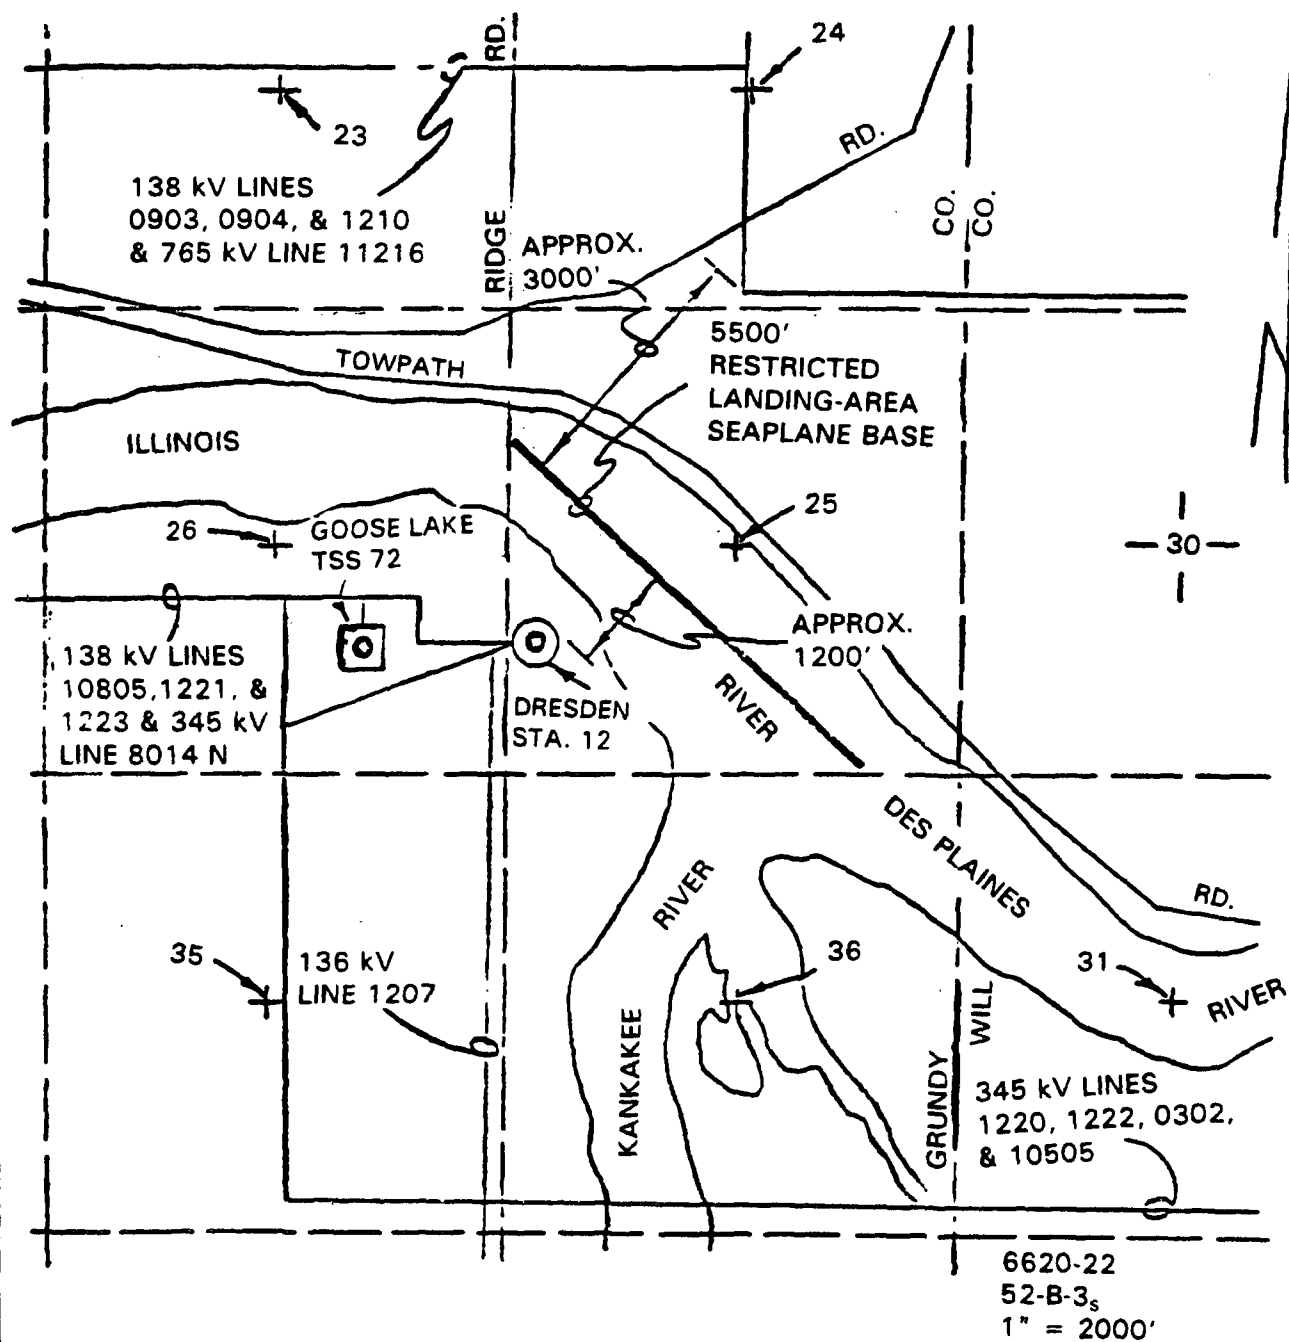 24
RD.
23
RD.
138 kV LINES
0903, 0904, & 1210
& 765 kV LINE 11216
RIDGE
CO.
CO.
APPROX.
3000'
5500'
RESTRICTED
LANDING-AREA
SEAPLANE BASE
TOWPATH
ILLINOIS
25
26
GOOSE LAKE
TSS 72
30
APPROX.
1200'
138 kV LINES
10805,1221, &
1223 & 345 kV
LINE 8014 N
DRESDEN
STA. 12
RIVER
DES PLAINES
RIVER
RD.
35
136 kV
LINE 1207
36
31
RIVER
KANKAKEE
GRUNDY
WILL
345 kV LINES
1220, 1222, 0302,
& 10505
6620-22
52-B-3s
1" = 2000'
N